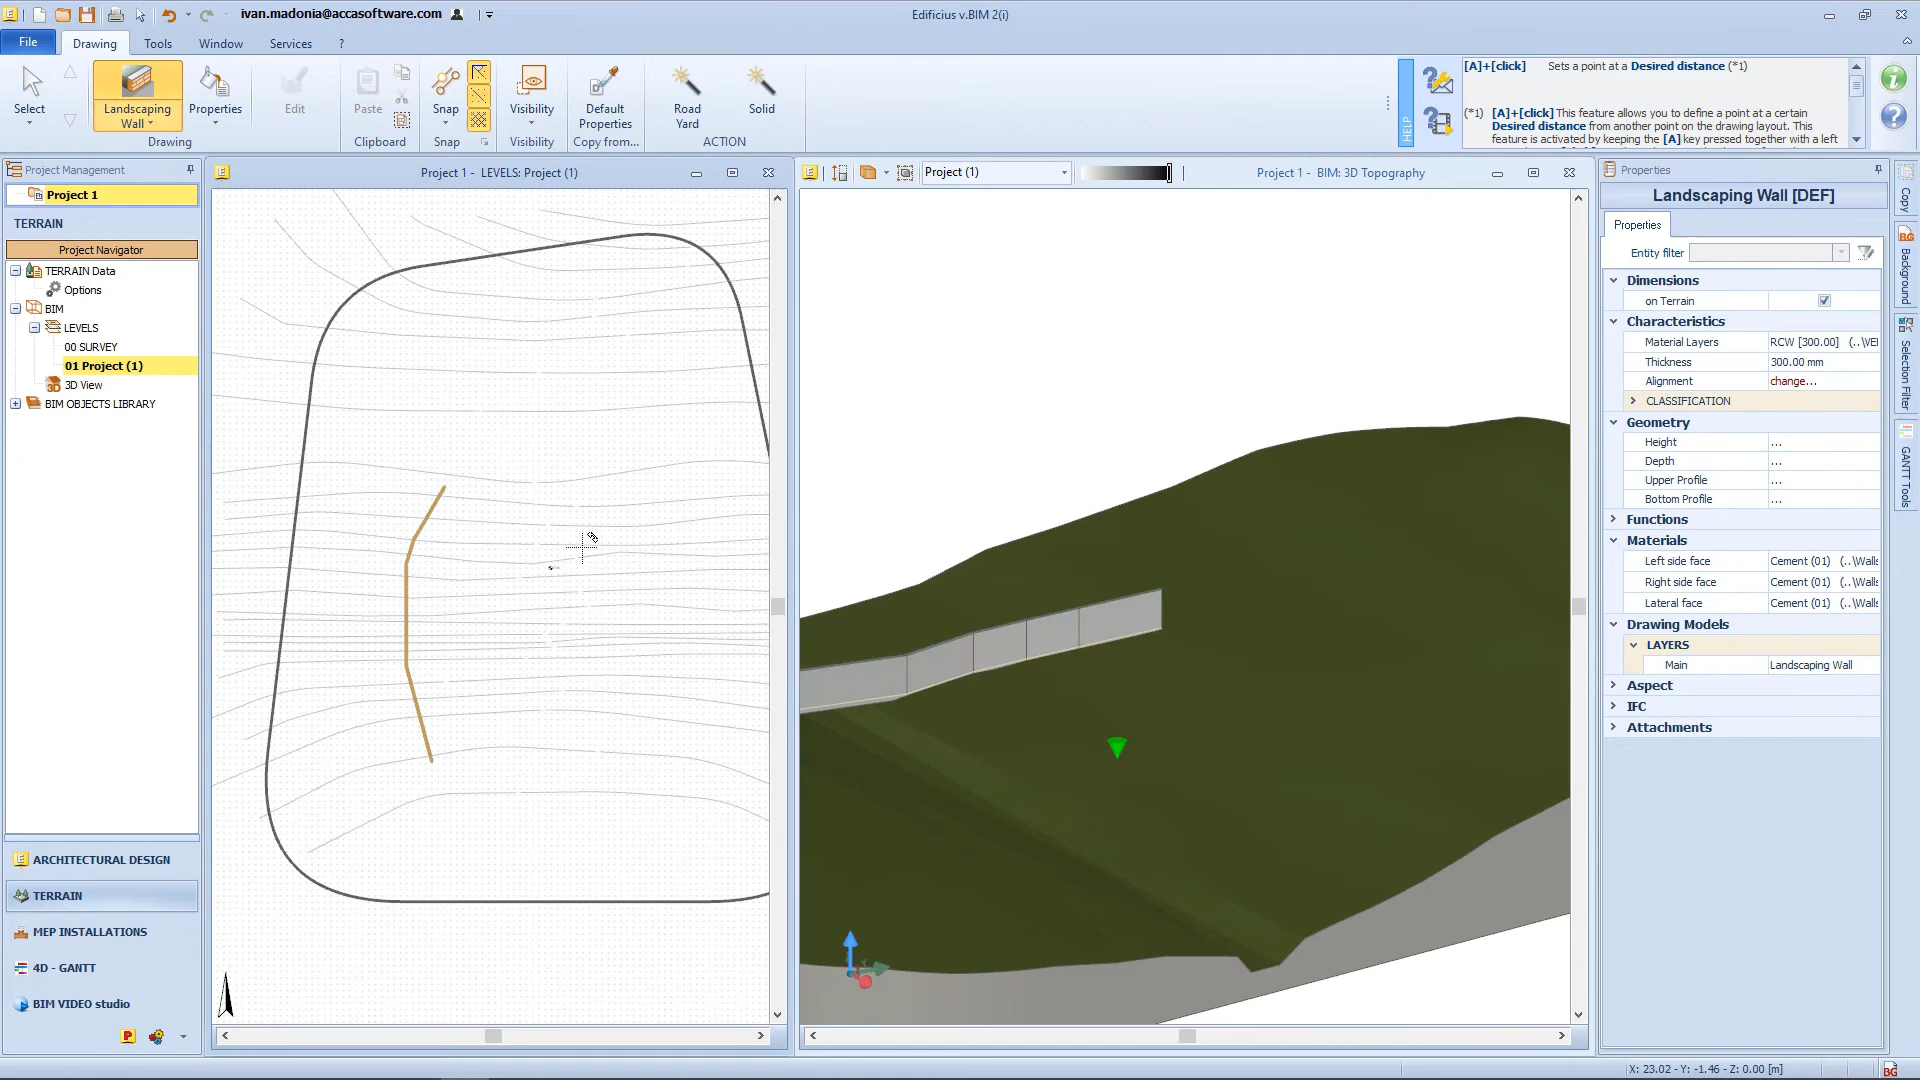 ivan.madonia@accasoftware.com
Edificius v.BIM 2(i)
File
Drawing
Tools
Window
Services
?
Select
Landscaping
Wall
Properties
Edit
Paste
Snap
Visibility
Default
Properties
Road
Yard
Solid
Drawing
Clipboard
Snap
Visibility
Copy from...
ACTION
HELP
[A]+[click] Sets a point at a Desired distance (*1)
(*1) [A]+[click] This feature allows you to define a point at a certain
Desired distance from another point on the drawing layout. This
feature is activated by keeping the [A] key pressed together with a left
Project Management
Project 1
TERRAIN
Project Navigator
TERRAIN Data
Options
BIM
LEVELS
00 SURVEY
01 Project (1)
3D View
BIM OBJECTS LIBRARY
ARCHITECTURAL DESIGN
TERRAIN
MEP INSTALLATIONS
4D - GANTT
BIM VIDEO studio
Project 1 - LEVELS: Project (1)
Project (1)
Project 1 - BIM: 3D Topography
Properties
Landscaping Wall [DEF]
Properties
Entity filter
Dimensions
on Terrain
Characteristics
Material Layers RCW [300.00] (..\VE
Thickness 300.00 mm
Alignment change...
CLASSIFICATION
Geometry
Height ...
Depth ...
Upper Profile ...
Bottom Profile ...
Functions
Materials
Left side face Cement (01) (..\Walls
Right side face Cement (01) (..\Walls
Lateral face Cement (01) (..\Walls
Drawing Models
LAYERS
Main Landscaping Wall
Aspect
IFC
Attachments
Copy
Background
Selection Filter
GANTT Tools
X: 23.02 - Y: -1.46 - Z: 0.00 [m]